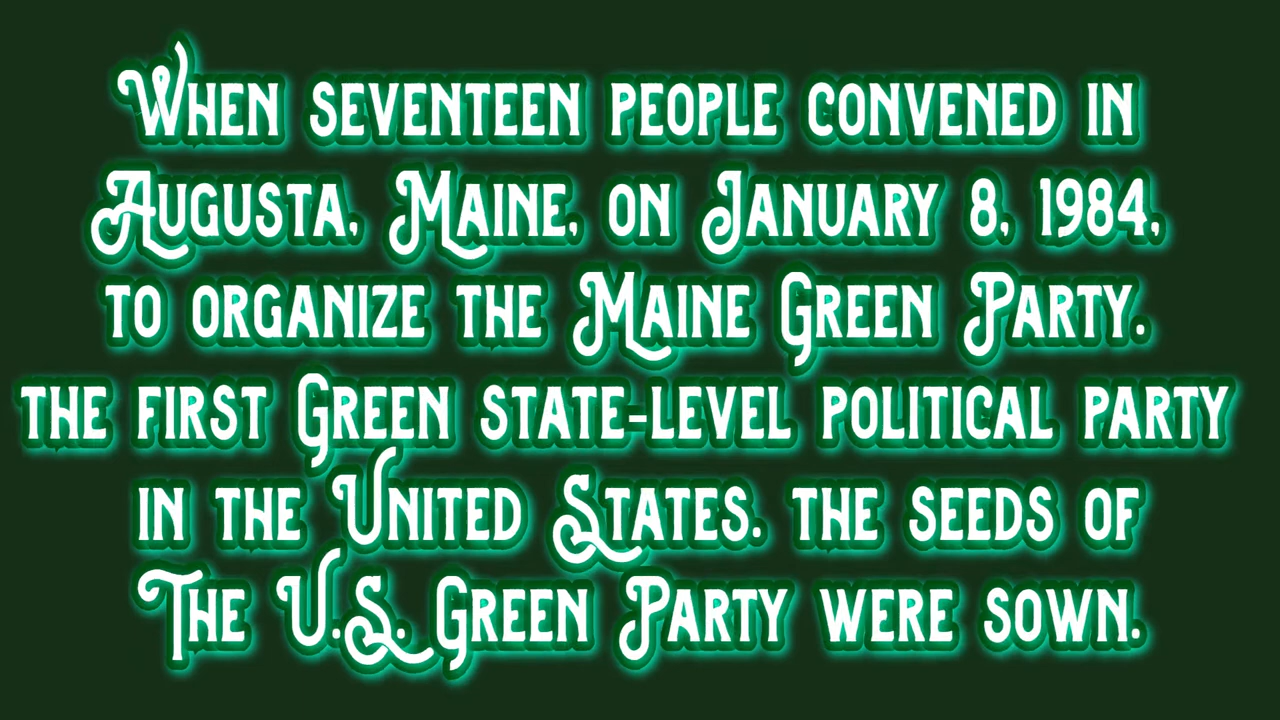 When seventeen people convened in
Augusta, Maine, on January 8, 1984,
to organize the Maine Green Party.
the first Green state-level political party
in the United States. the seeds of
The U.S. Green Party were sown.